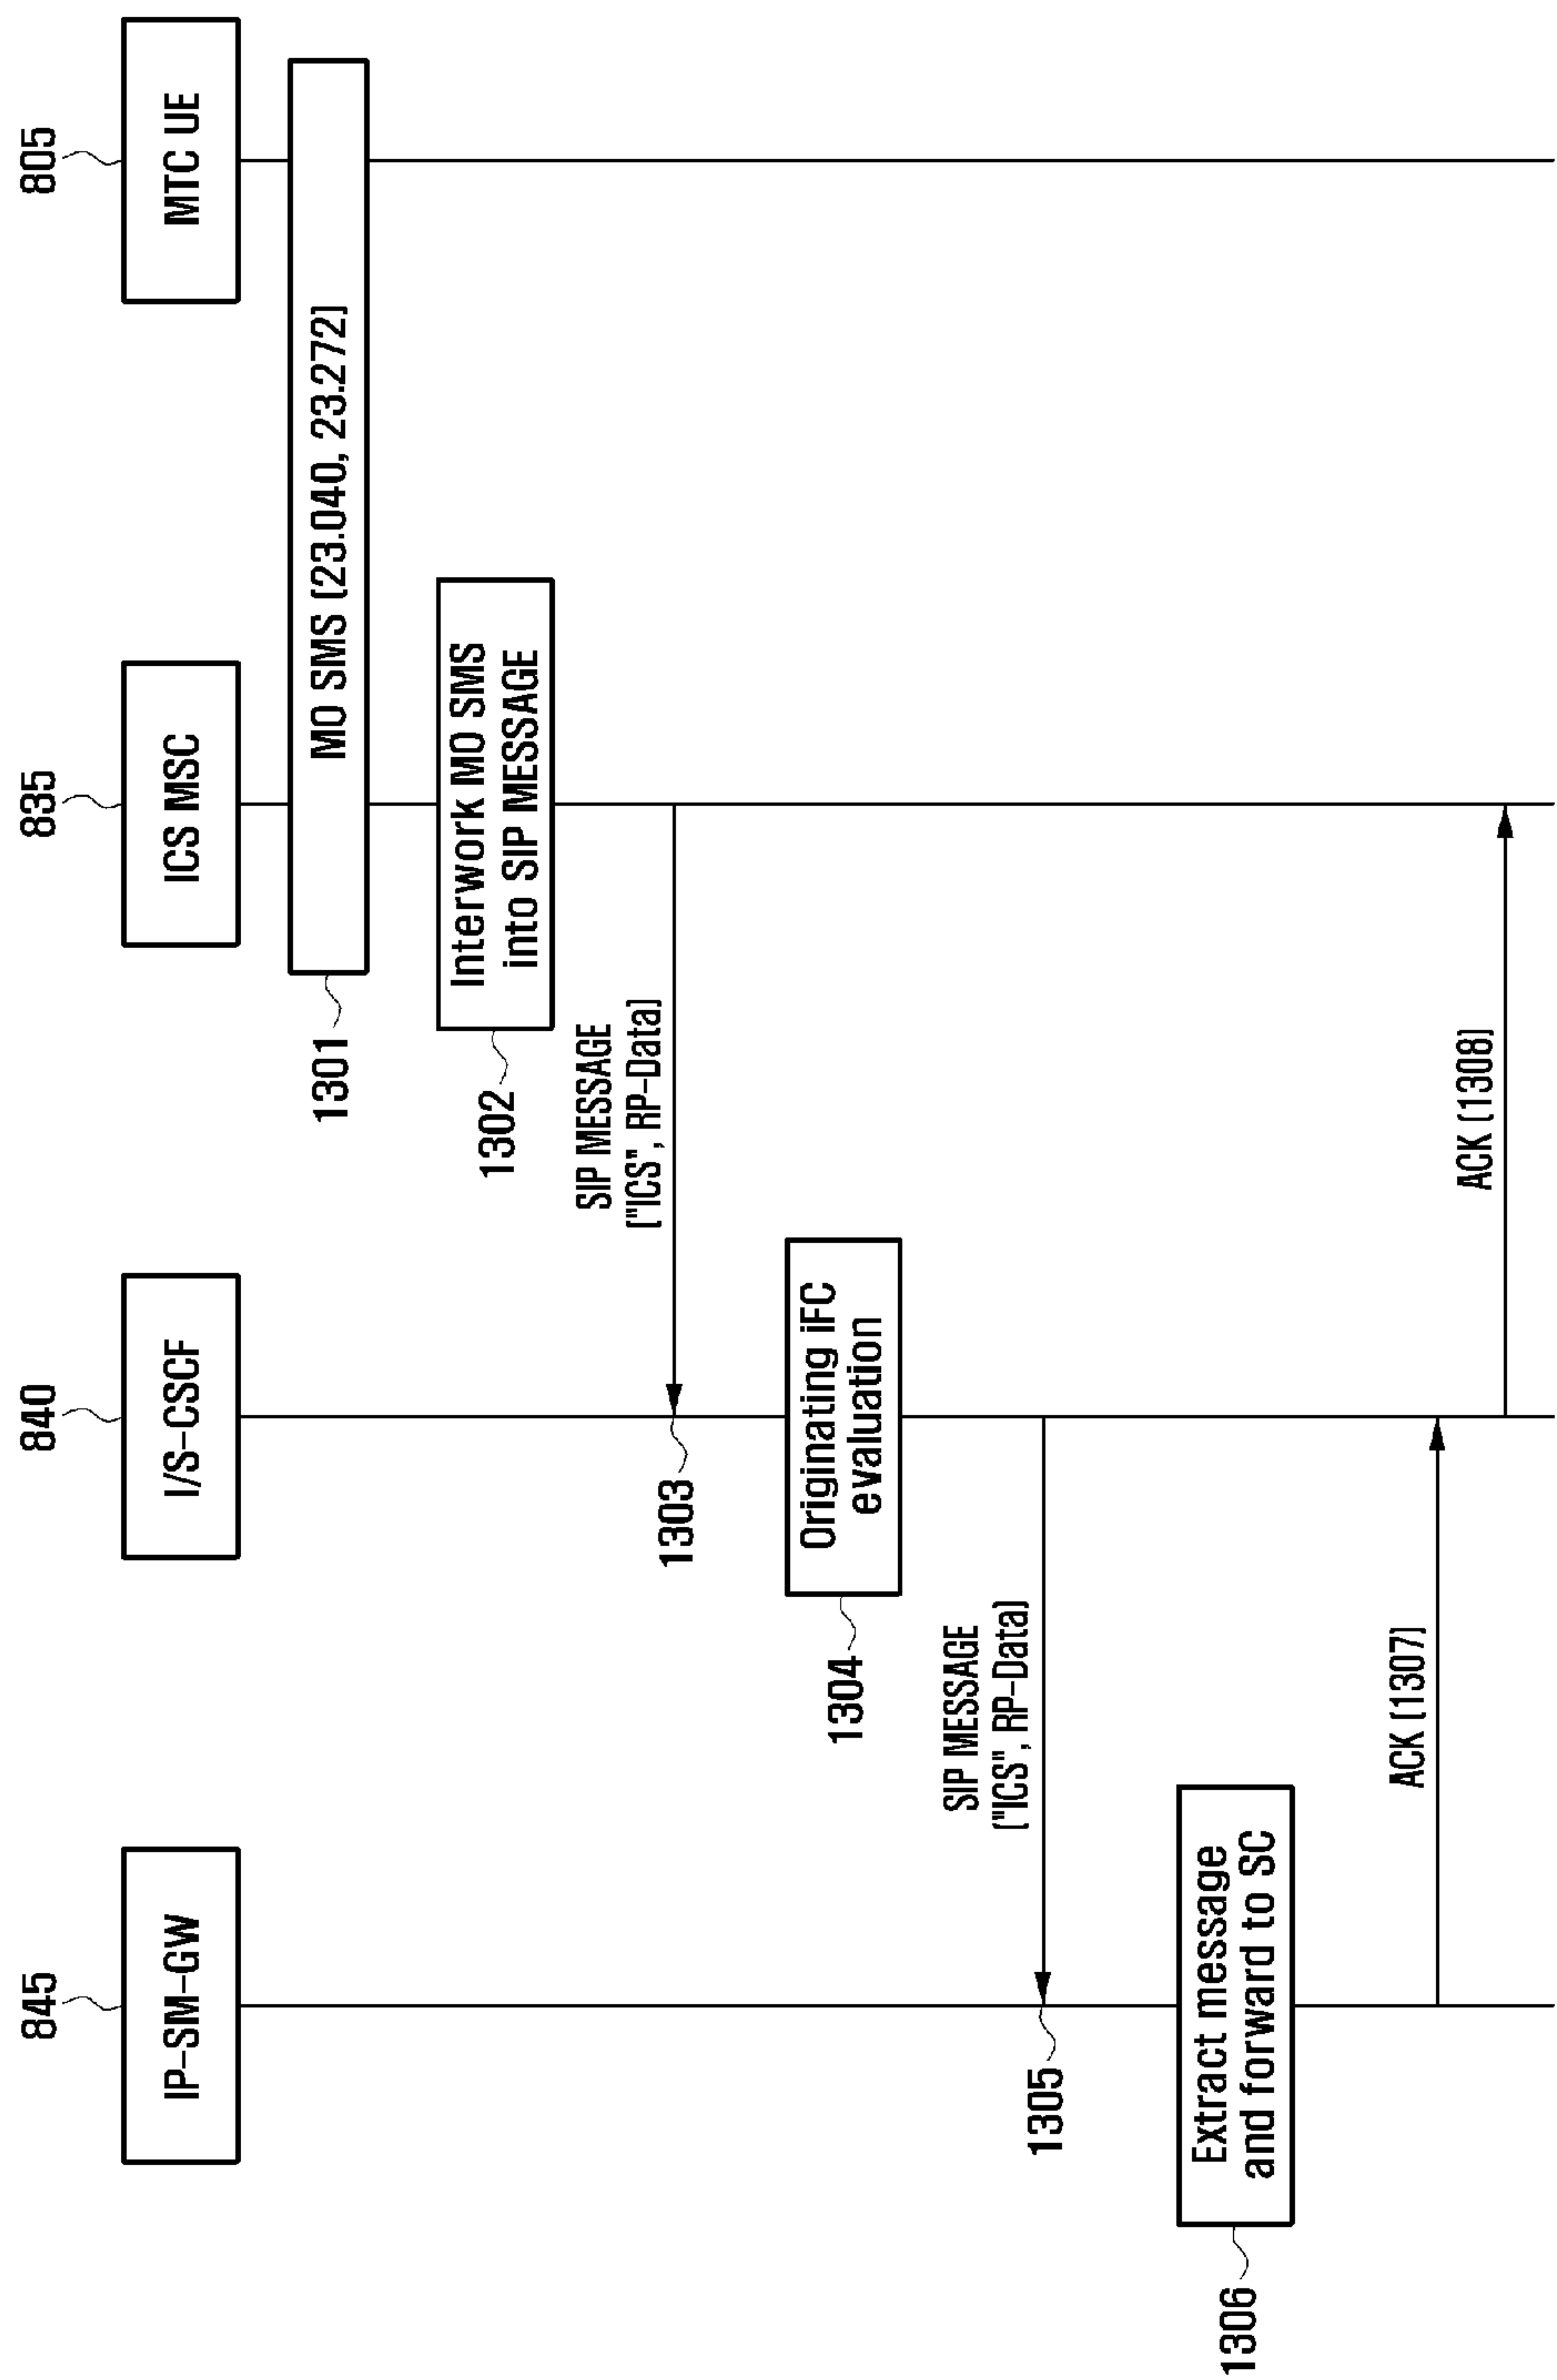 845
840
835
805
IP-SM-GW
I/S-CSCF
ICS MSC
MTC UE
MO SMS (23.040, 23.272)
1301
Interwork MO SMS
into SIP MESSAGE
1302
SIP MESSAGE
("ICS", RP-Data)
1303
Originating iFC
evaluation
1304
SIP MESSAGE
("ICS", RP-Data)
1305
Extract message
and forward to SC
1306
ACK (1307)
ACK (1308)